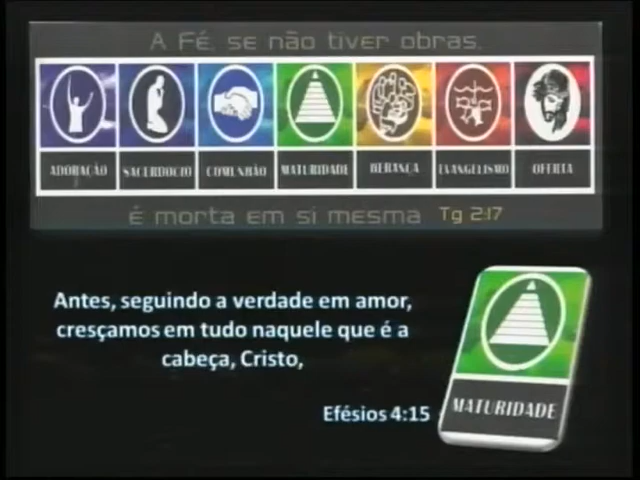 A Fé, se não tiver obras,
ADORAÇÃO SACERDÓCIO COMUNHÃO MATURIDADE HERANÇA EVANGELISMO OFERTA
é morta em si mesma Tg 2:17
Antes, seguindo a verdade em amor,
cresçamos em tudo naquele que é a
cabeça, Cristo,
Efésios 4:15
MATURIDADE